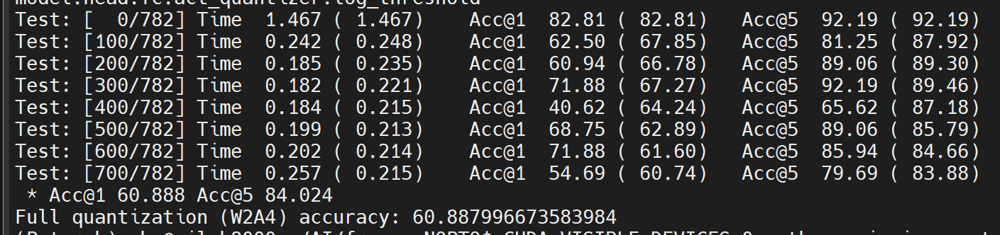 model.head.fc.act_quantizer.log_threshold
Test: [  0/782] Time  1.467 ( 1.467)    Acc@1  82.81 ( 82.81)   Acc@5  92.19 ( 92.19)
Test: [100/782] Time  0.242 ( 0.248)    Acc@1  62.50 ( 67.85)   Acc@5  81.25 ( 87.92)
Test: [200/782] Time  0.185 ( 0.235)    Acc@1  60.94 ( 66.78)   Acc@5  89.06 ( 89.30)
Test: [300/782] Time  0.182 ( 0.221)    Acc@1  71.88 ( 67.27)   Acc@5  92.19 ( 89.46)
Test: [400/782] Time  0.184 ( 0.215)    Acc@1  40.62 ( 64.24)   Acc@5  65.62 ( 87.18)
Test: [500/782] Time  0.199 ( 0.213)    Acc@1  68.75 ( 62.89)   Acc@5  89.06 ( 85.79)
Test: [600/782] Time  0.202 ( 0.214)    Acc@1  71.88 ( 61.60)   Acc@5  85.94 ( 84.66)
Test: [700/782] Time  0.257 ( 0.215)    Acc@1  54.69 ( 60.74)   Acc@5  79.69 ( 83.88)
 * Acc@1 60.888 Acc@5 84.024
Full quantization (W2A4) accuracy: 60.887996673583984